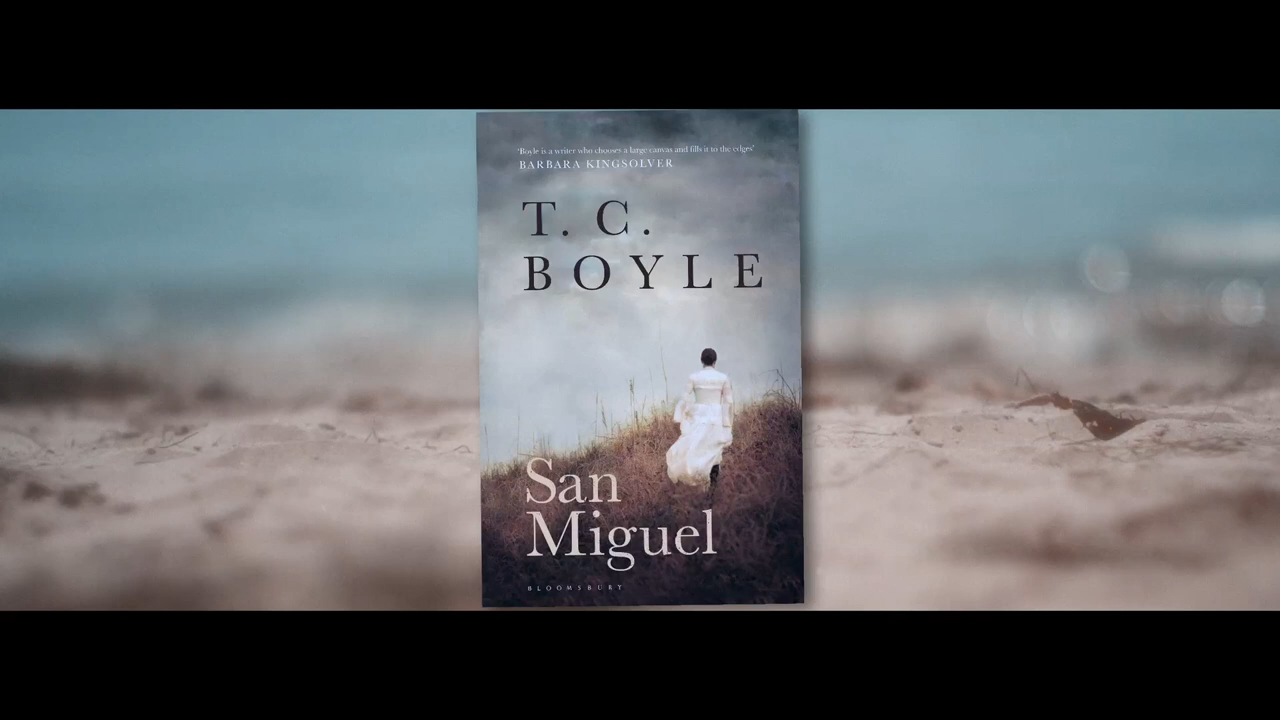 'Boyle is a writer who chooses a large canvas and fills it to the edges'
BARBARA KINGSOLVER
T. C.
BOYLE
San
Miguel
BLOOMSBURY